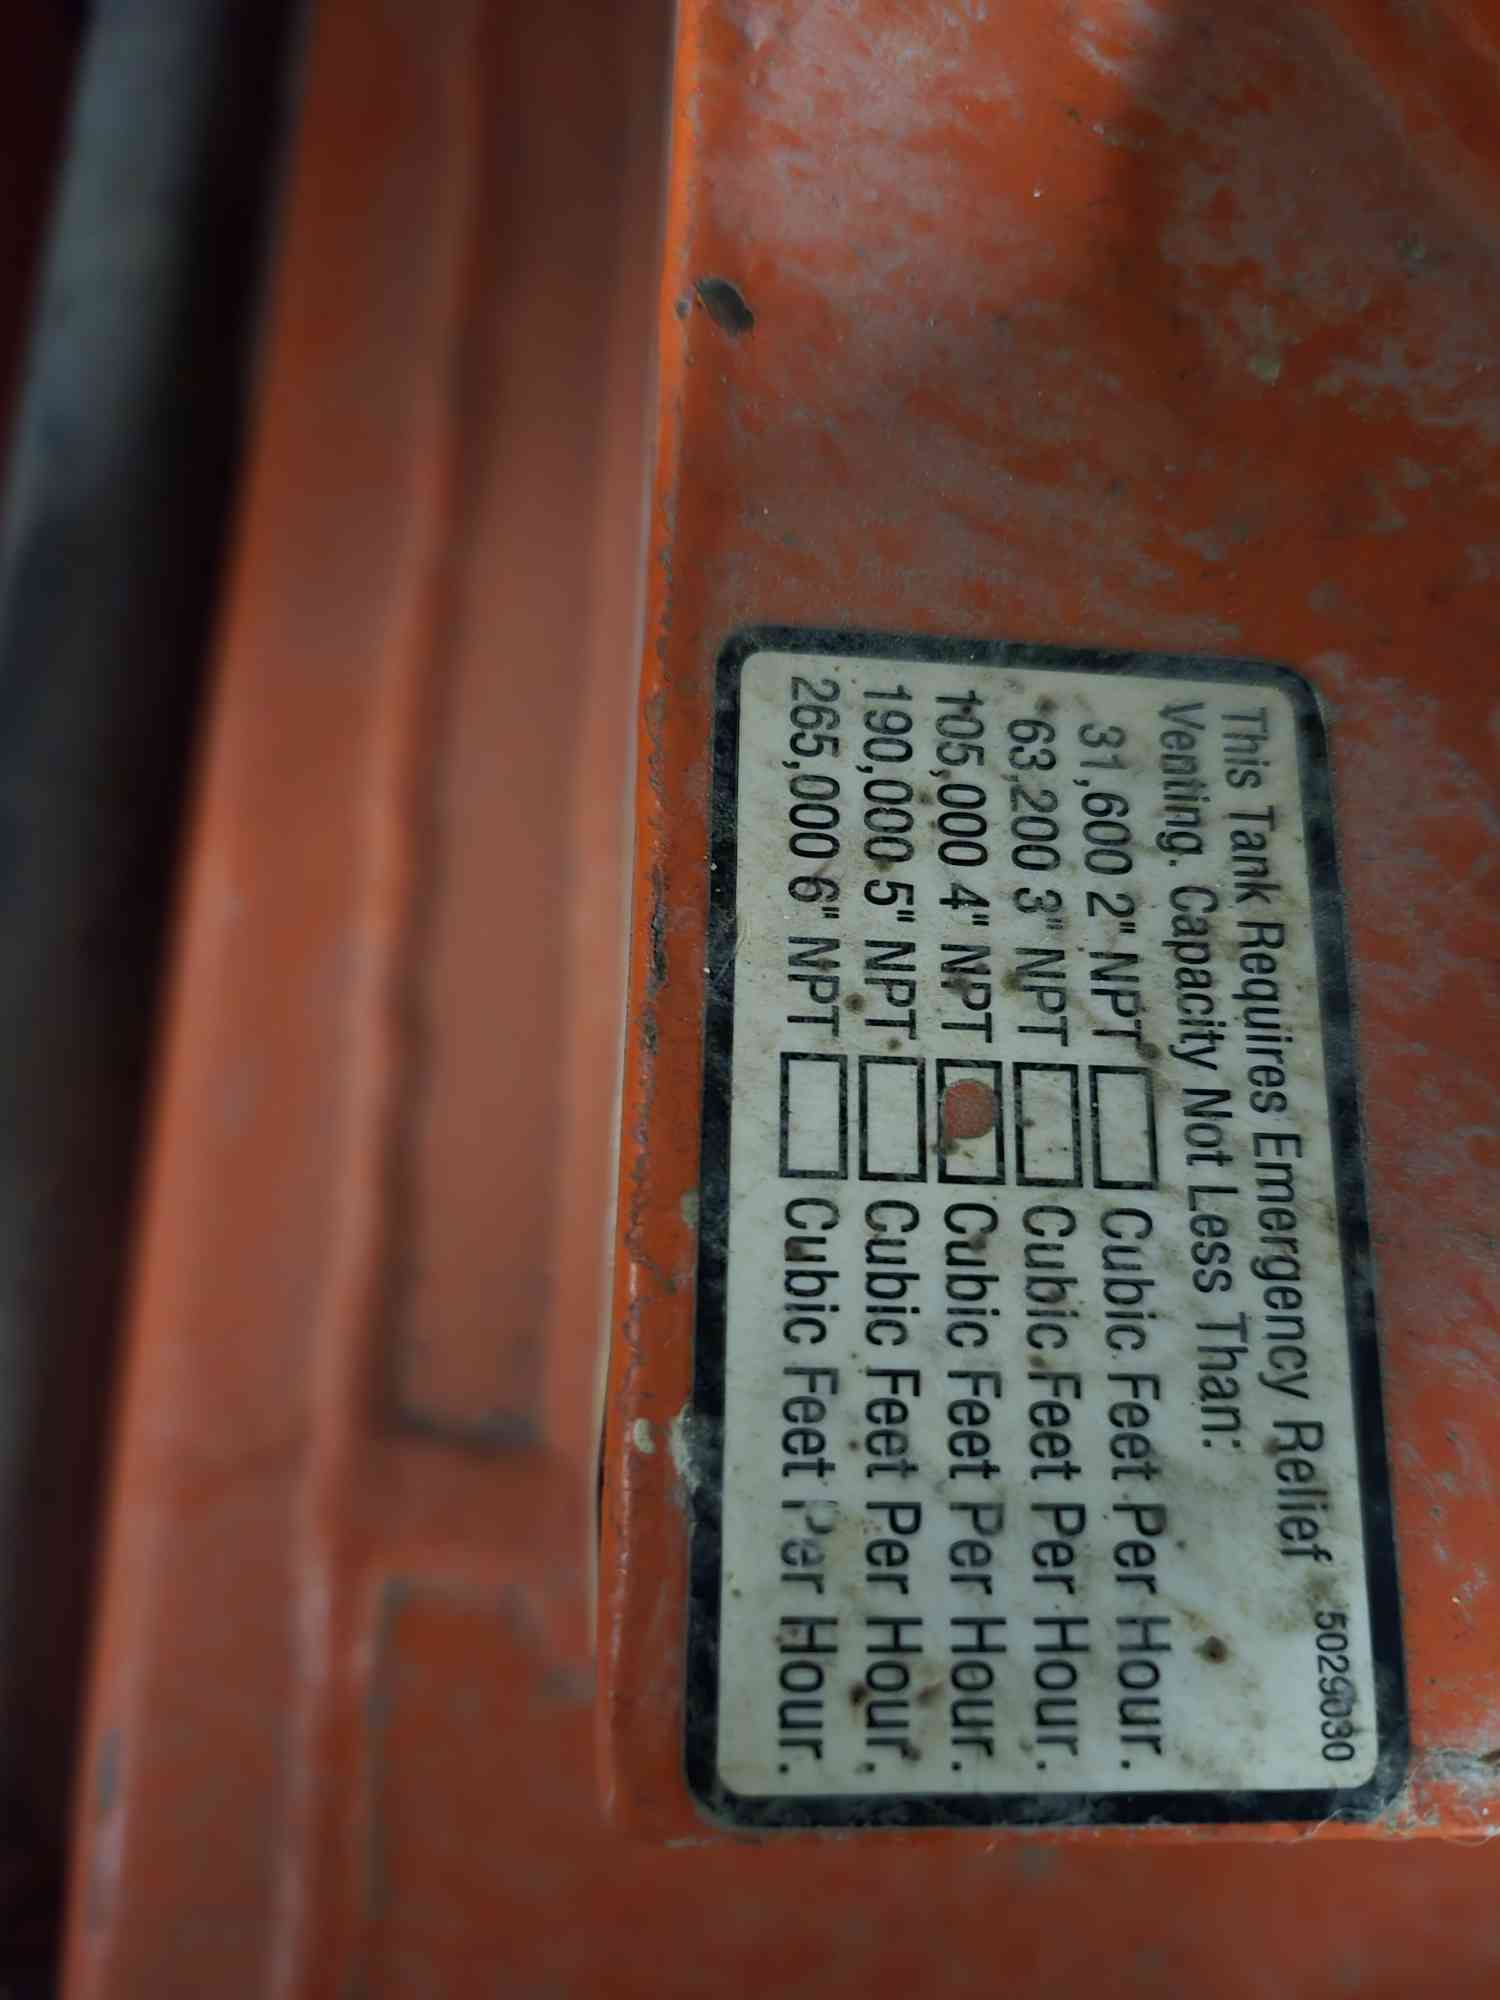 This Tank Requires Emergency Relief 5029030
Venting. Capacity Not Less Than:
31,600 2" NPT Cubic Feet Per Hour.
63,200 3" NPT Cubic Feet Per Hour.
105,000 4" NPT Cubic Feet Per Hour.
190,000 5" NPT Cubic Feet Per Hour.
265,000 6" NPT Cubic Feet Per Hour.